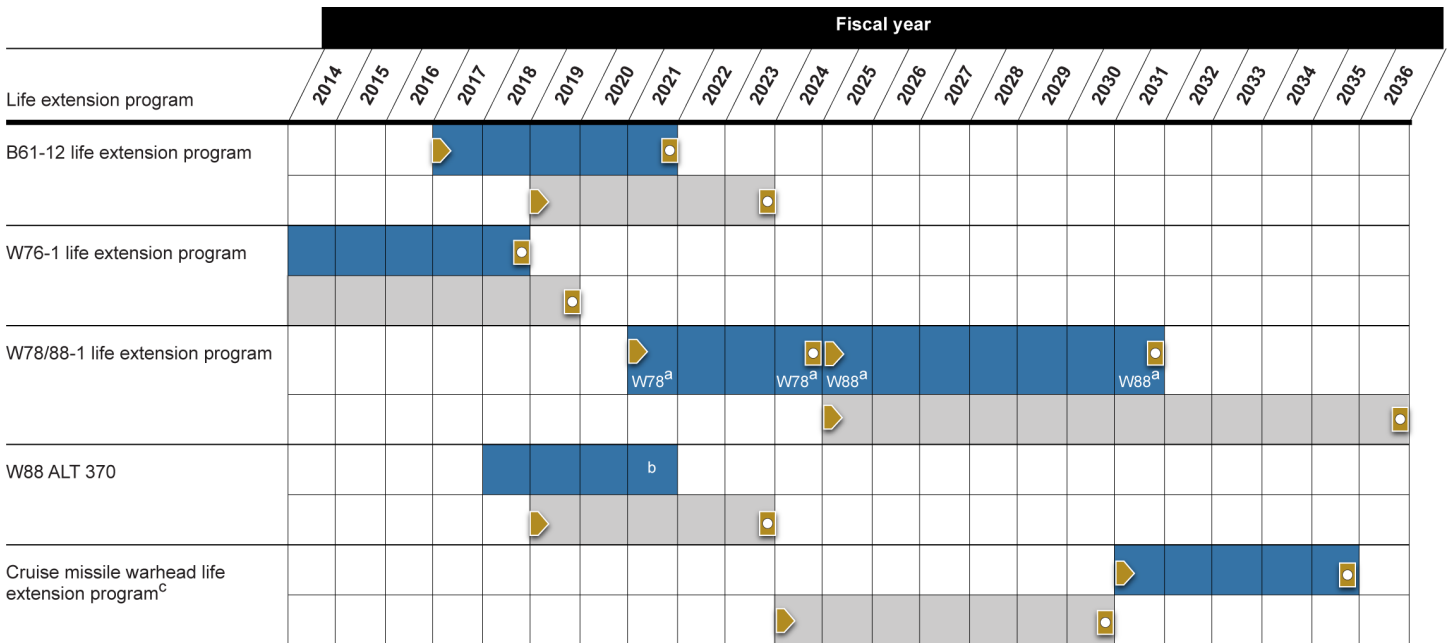 Fiscal year
Life extension program
2014
2015
2016
2017
2018
2019
2020
2021
2022
2023
2024
2025
2026
2027
2028
2029
2030
2031
2032
2033
2034
2035
2036
B61-12 life extension program
W76-1 life extension program
W78/88-1 life extension program
W78a
W78a
W88a
W88a
W88 ALT 370
b
Cruise missile warhead life
extension programc